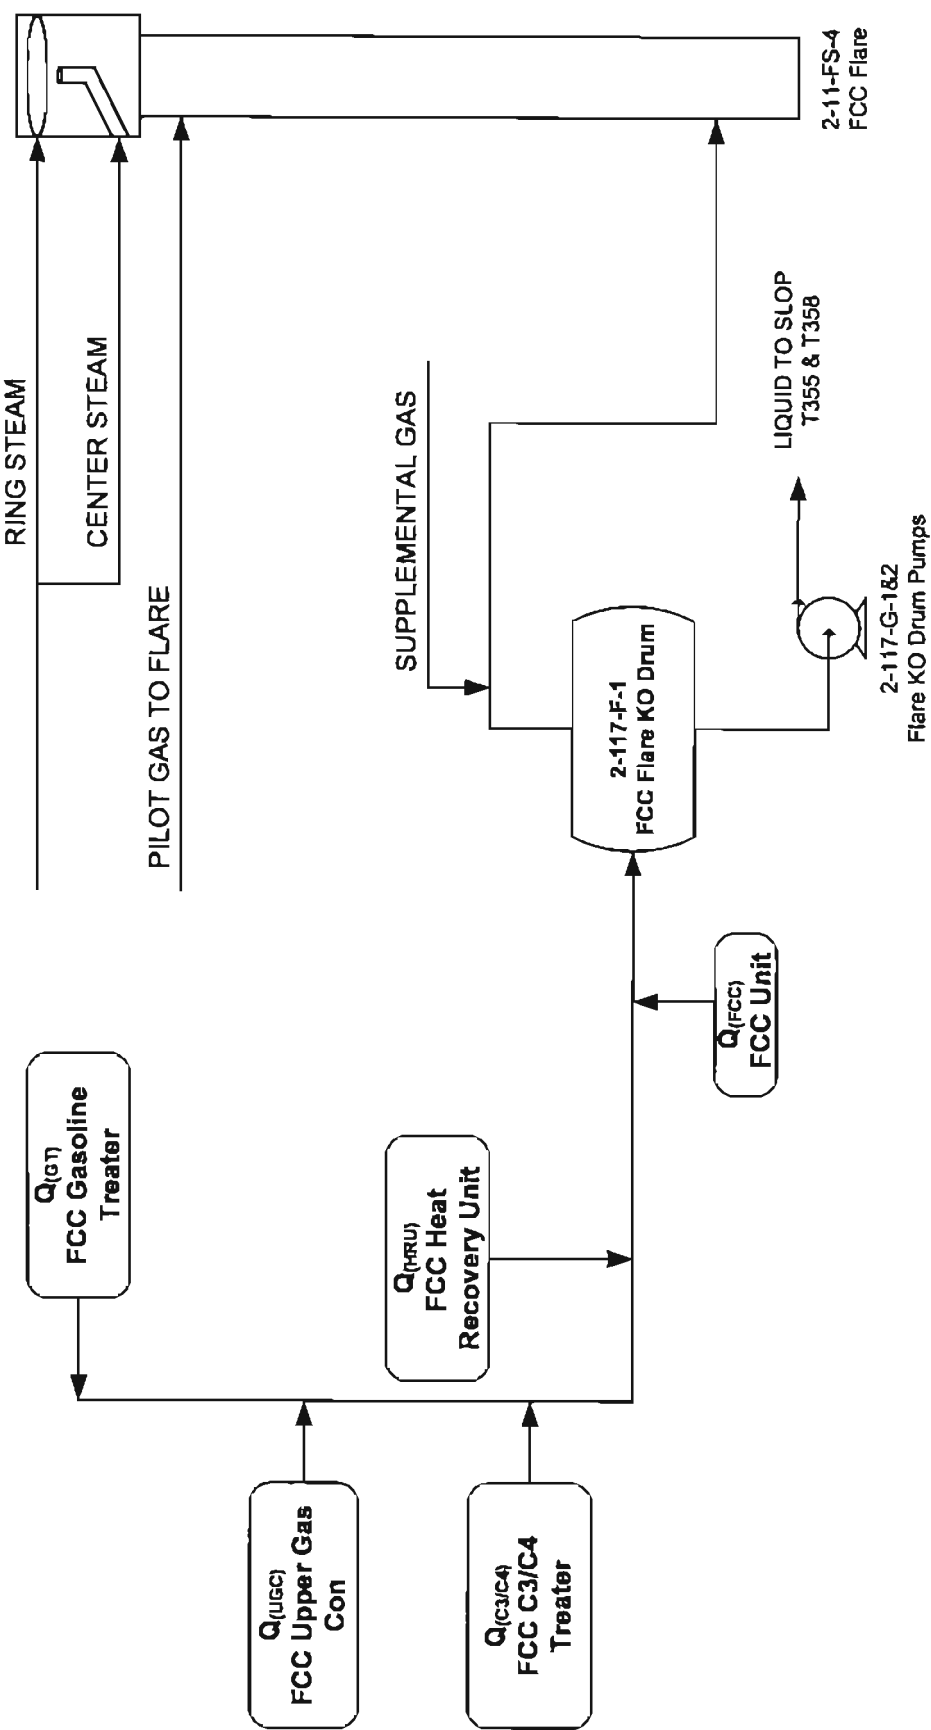 RING STEAM
CENTER STEAM
PILOT GAS TO FLARE
SUPPLEMENTAL GAS
2-11-FS-4
FCC Flare
LIQUID TO SLOP
T355 & T358
2-117-F-1
FCC Flare KO Drum
2-117-G-1&2
Flare KO Drum Pumps
Q(GT)
FCC Gasoline
Treater
Q(HRU)
FCC Heat
Recovery Unit
Q(FCC)
FCC Unit
Q(UGC)
FCC Upper Gas
Con
Q(C3/C4)
FCC C3/C4
Treater